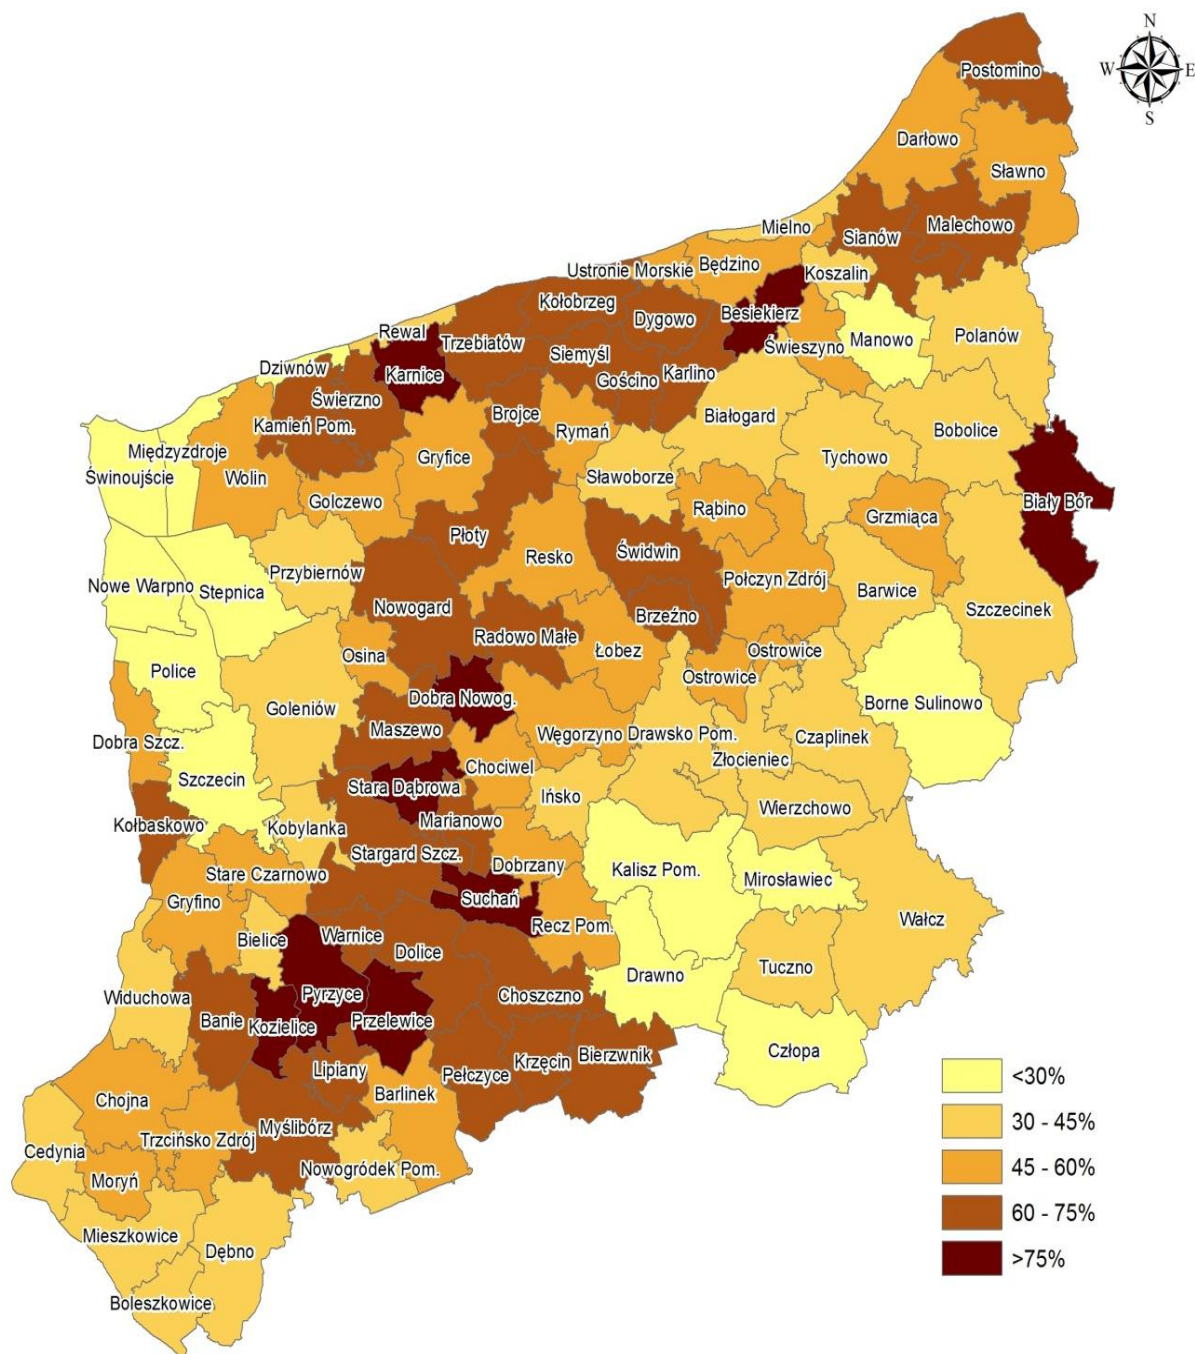 N
W E
S
Postomino
Darłowo
Sławno
Mielno
Malechowo
Sianów
Ustronie Morskie
Będzino
Koszalin
Kołobrzeg
Dygowo
Besiekierz
Rewal
Trzebiatów
Świeszyno
Manowo
Polanów
Dziwnów
Karnice
Siemyśl
Gościno
Karlino
Świerzno
Kamień Pom.
Brojce
Rymań
Białogard
Bobolice
Międzyzdroje
Świnoujście
Wolin
Gryfice
Tychowo
Sławoborze
Golczewo
Biały Bór
Rąbino
Grzmiąca
Płoty
Resko
Świdwin
Przybiernów
Połczyn Zdrój
Nowe Warpno
Stepnica
Barwice
Nowogard
Szczecinek
Brzeźno
Radowo Małe
Osina
Łobez
Ostrowice
Police
Ostrowice
Dobra Nowog.
Borne Sulinowo
Goleniów
Maszewo
Węgorzyno
Drawsko Pom.
Czaplinek
Dobra Szcz.
Chociwel
Złocieniec
Szczecin
Stara Dąbrowa
Ińsko
Wierzchowo
Kołbaskowo
Kobylanka
Marianowo
Stargard Szcz.
Dobrzany
Kalisz Pom.
Stare Czarnowo
Mirosławiec
Gryfino
Suchań
Wałcz
Recz Pom.
Bielice
Warnice
Dolice
Tuczno
Drawno
Pyrzyce
Choszczno
Widuchowa
Banie
Kozielice
Przelewice
Człopa
Bierzwnik
Krzęcin
Lipiany
Pełczyce
Barlinek
Chojna
Myślibórz
Trzcińsko Zdrój
Cedynia
Nowogródek Pom.
Moryń
Mieszkowice
Dębno
Boleszkowice
<30%
30 - 45%
45 - 60%
60 - 75%
>75%